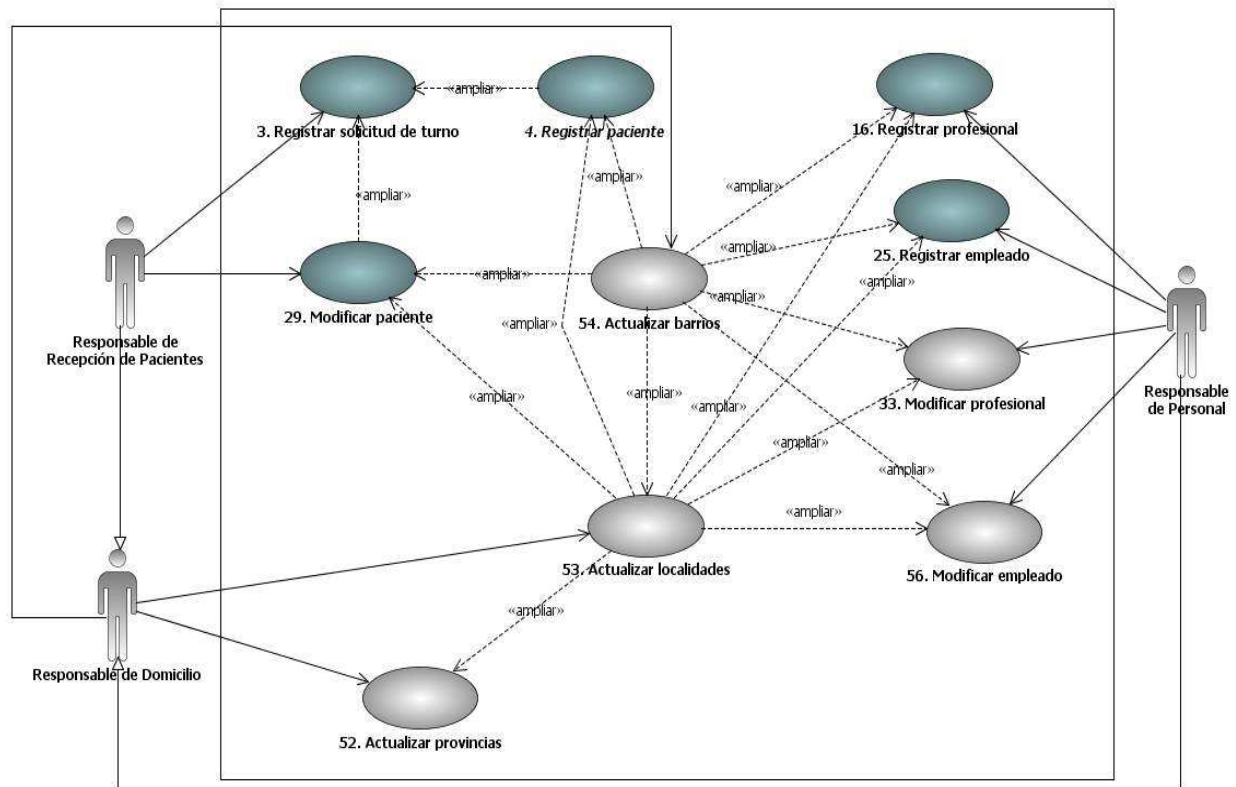 «ampliar»
3. Registrar solicitud de turno
4. Registrar paciente
16. Registrar profesional
«ampliar»
«ampliar»
«ampliar»
«ampliar»
25. Registrar empleado
«ampliar»
«ampliar»
«ampliar»
29. Modificar paciente
54. Actualizar barrios
«ampliar»
Responsable de
Recepción de Pacientes
«ampliar»
«ampliar»
«ampliar»
«ampliar»
33. Modificar profesional
Responsable
de Personal
«ampliar»
«ampliar»
«ampliar»
53. Actualizar localidades
56. Modificar empleado
«ampliar»
Responsable de Domicilio
52. Actualizar provincias